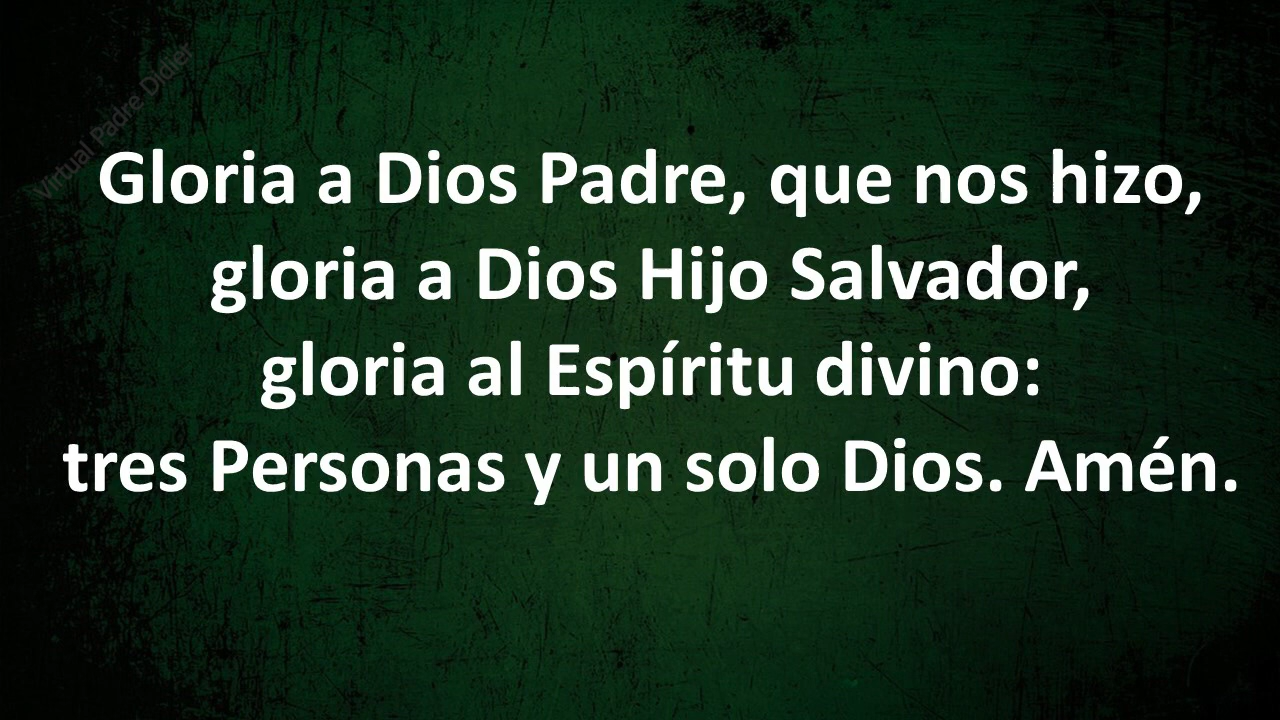 Virtual Padre Didier
Gloria a Dios Padre, que nos hizo,
gloria a Dios Hijo Salvador,
gloria al Espíritu divino:
tres Personas y un solo Dios. Amén.